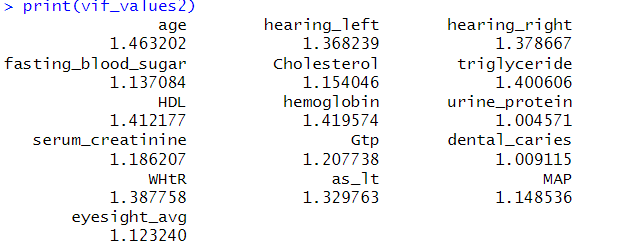 > print(vif_values2)
age hearing_left hearing_right
1.463202 1.368239 1.378667
fasting_blood_sugar Cholesterol triglyceride
1.137084 1.154046 1.400606
HDL hemoglobin urine_protein
1.412177 1.419574 1.004571
serum_creatinine Gtp dental_caries
1.186207 1.207738 1.009115
WHtR as_lt MAP
1.387758 1.329763 1.148536
eyesight_avg
1.123240